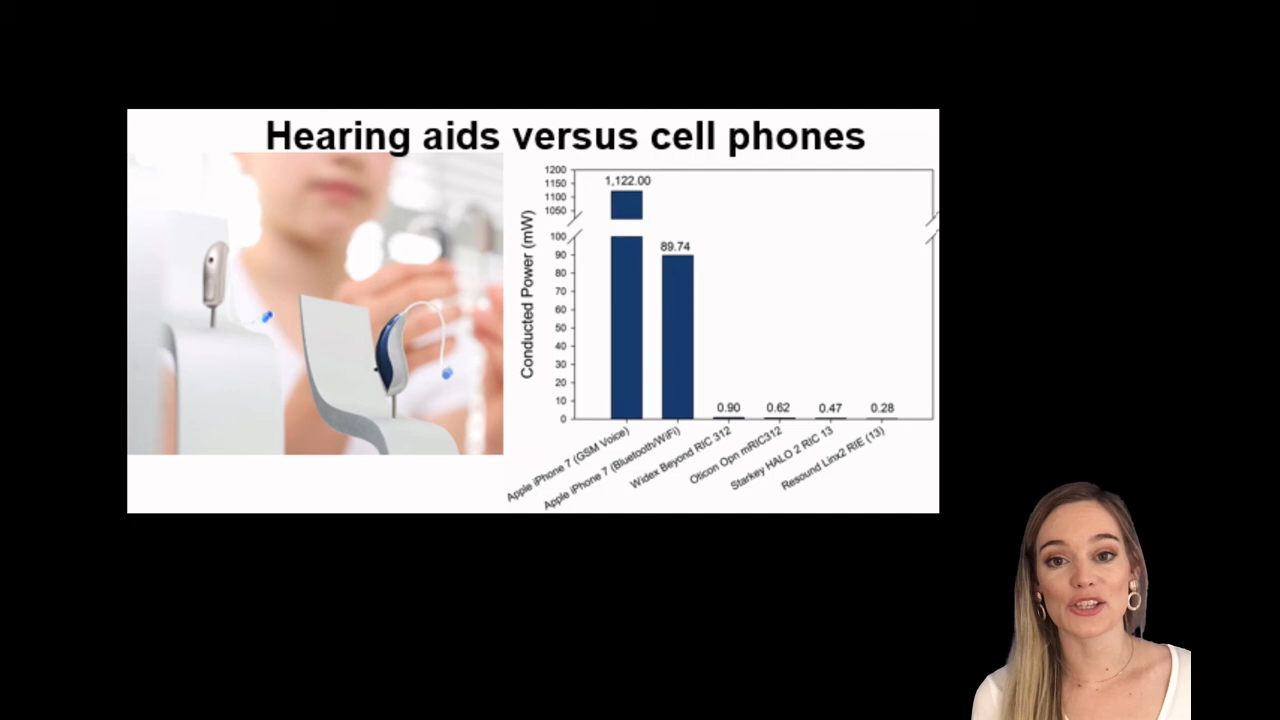 Hearing aids versus cell phones
Conducted Power (mW)
1200
1150
1100
1050
100
90
80
70
60
50
40
30
20
10
0
1,122.00
89.74
0.90
0.62
0.47
0.28
Apple iPhone 7 (GSM Voice)
Apple iPhone 7 (Bluetooth/WiFi)
Widex Beyond RIC 312
Oticon Opn mRIC312
Starkey HALO 2 RIC 13
Resound Linx2 RIE (13)